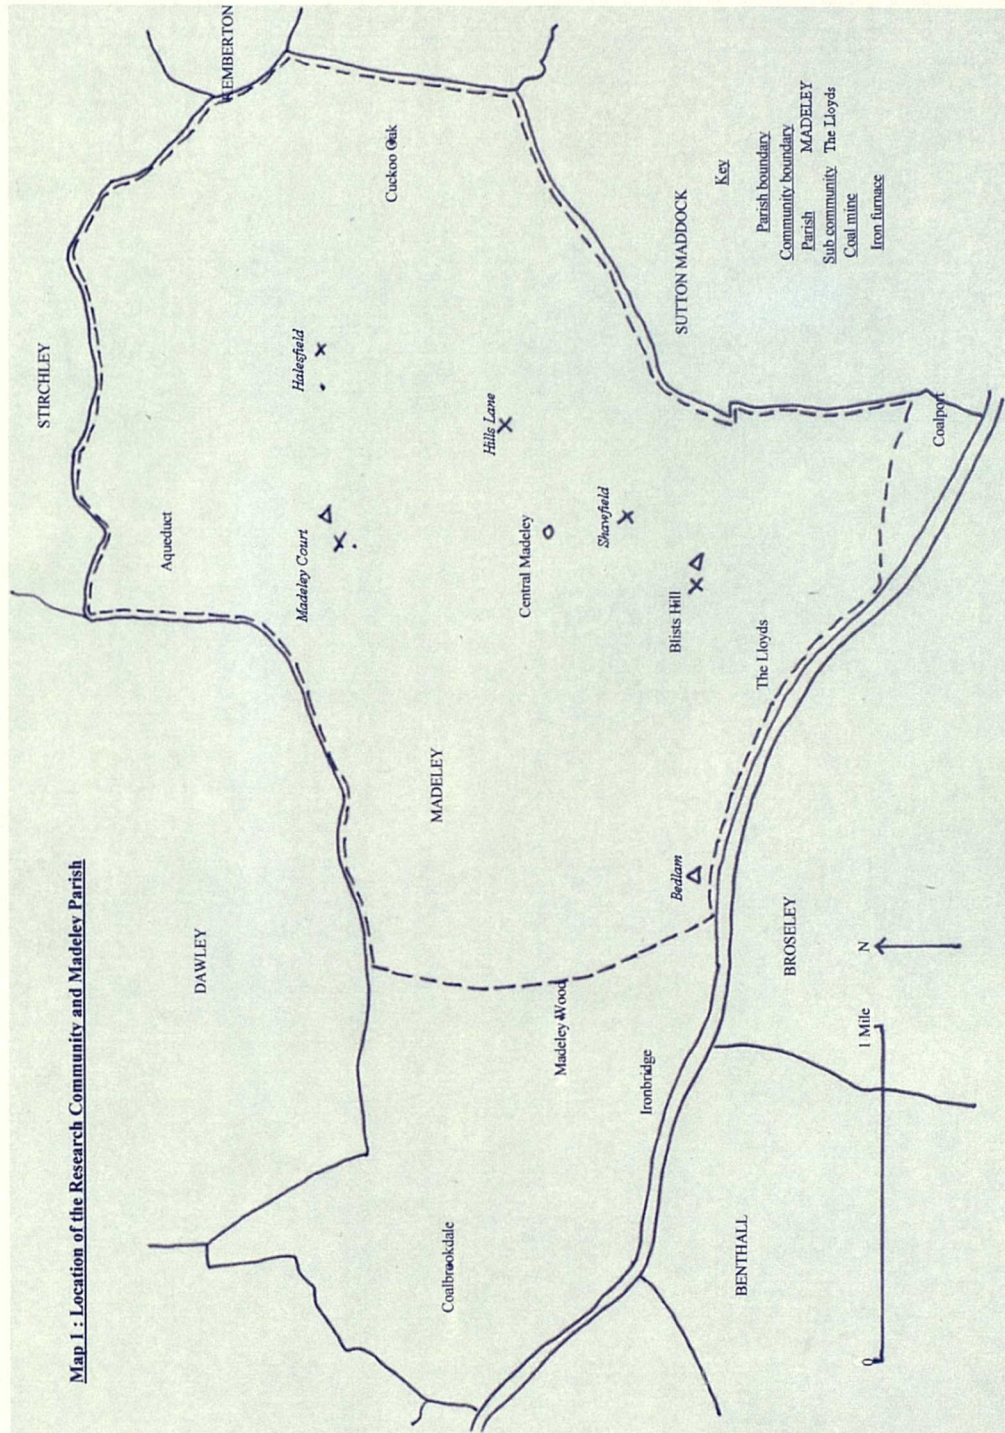 Map 1 : Location of the Research Community and Madeley Parish
STIRCHLEY
KEMBERTON
DAWLEY
Aqueduct
Cuckoo Oak
Madeley Court
Halesfield
MADELEY
Hills Lane
Central Madeley
Coalbrookdale
Madeley Wood
Shawfield
Ironbridge
Bedlam
Blists Hill
SUTTON MADDOCK
The Lloyds
BENTHALL
BROSELEY
Coalport
0
1 Mile
N
Key
Parish boundary
Community boundary
Parish MADELEY
Sub community The Lloyds
Coal mine
Iron furnace